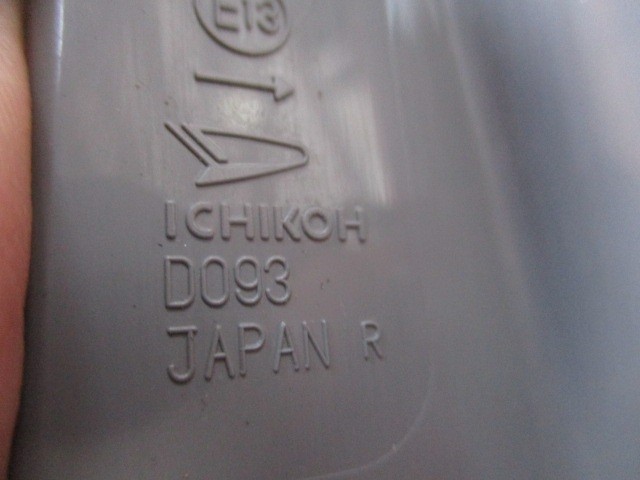 E13
ICHIKOH
D093
JAPAN R